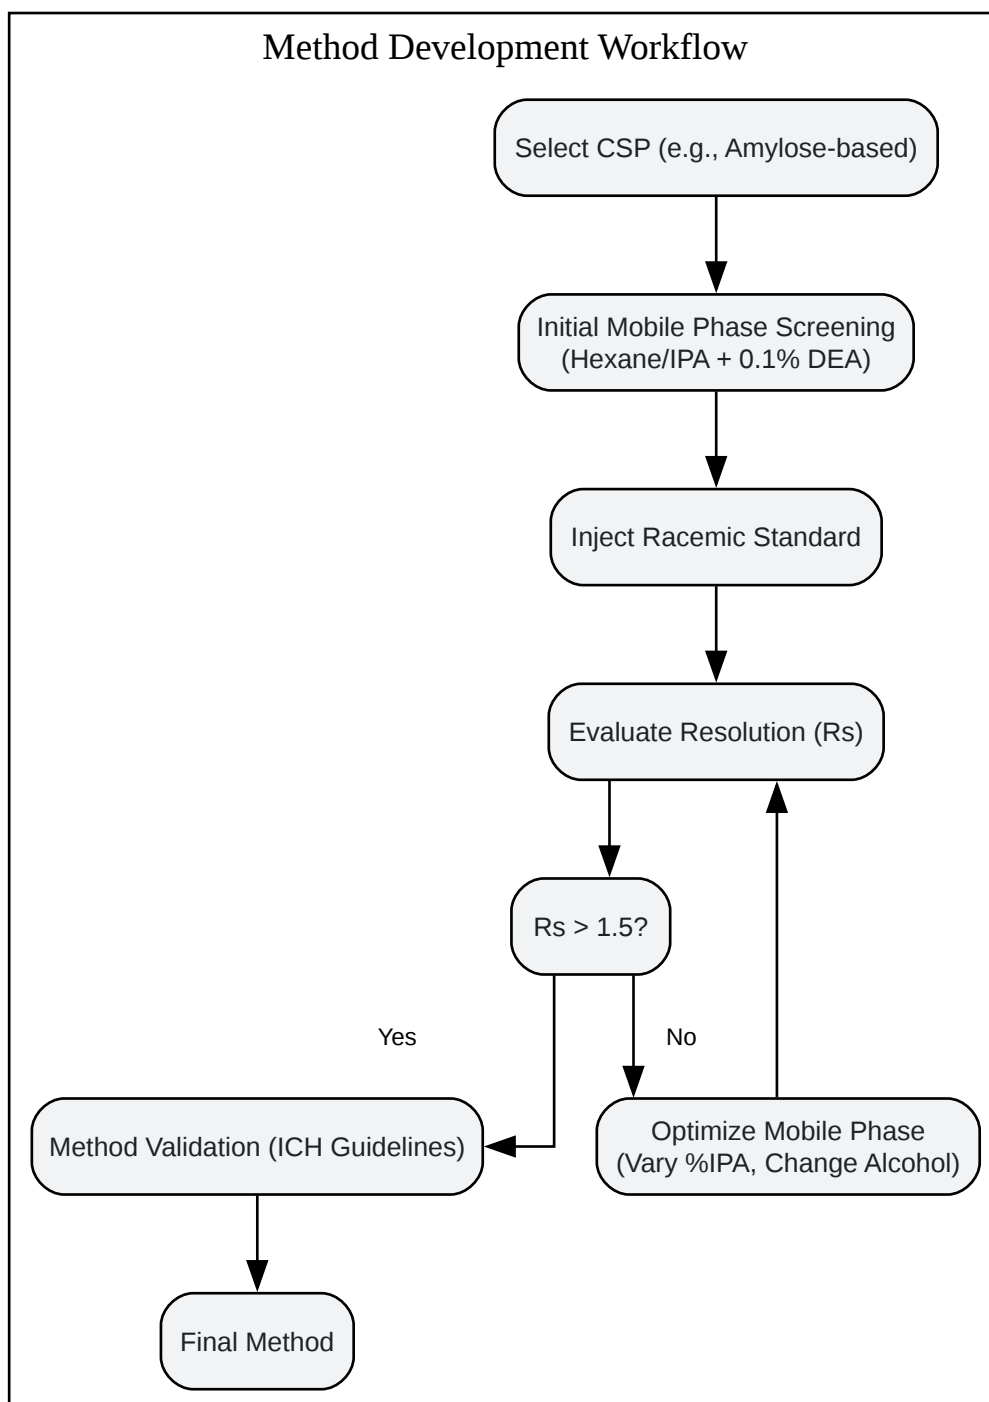 Method Development Workflow
Select CSP (e.g., Amylose-based)
Initial Mobile Phase Screening
(Hexane/IPA + 0.1% DEA)
Inject Racemic Standard
Evaluate Resolution (Rs)
Rs > 1.5?
Yes
No
Method Validation (ICH Guidelines)
Optimize Mobile Phase
(Vary %IPA, Change Alcohol)
Final Method